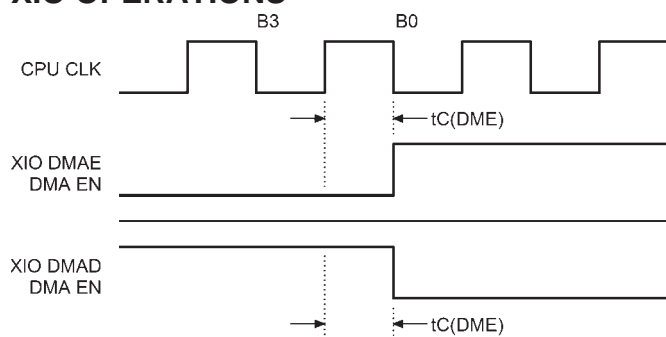 XIO OPERATIONS
B3 B0
CPU CLK
tC(DME)
XIO DMAE
DMA EN
XIO DMAD
DMA EN
tC(DME)